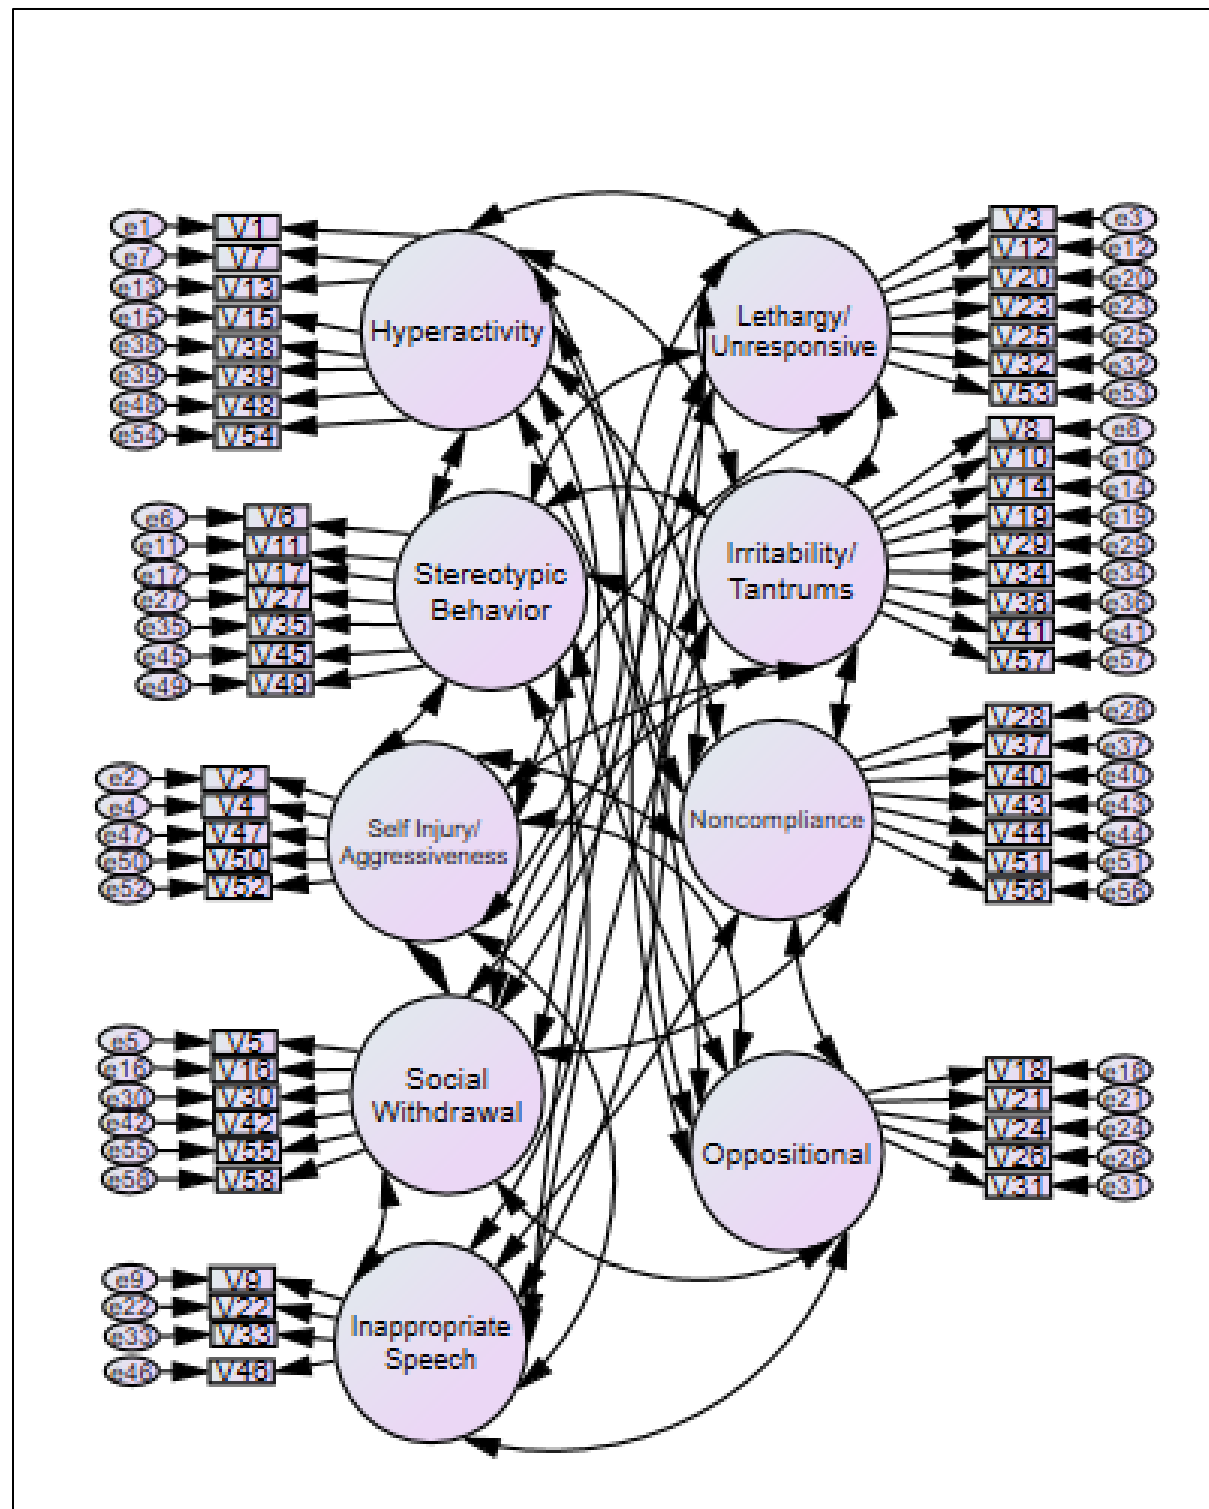 e1 V1
e7 V7
e13 V13
e15 V15
e38 V38
e39 V39
e48 V48
e54 V54
Hyperactivity
e6 V6
e11 V11
e17 V17
e27 V27
e35 V35
e45 V45
e49 V49
Stereotypic
Behavior
e2 V2
e4 V4
e47 V47
e50 V50
e52 V52
Self Injury/
Aggressiveness
e5 V5
e16 V16
e30 V30
e42 V42
e55 V55
e58 V58
Social
Withdrawal
e9 V9
e22 V22
e33 V33
e46 V46
Inappropriate
Speech
Lethargy/
Unresponsive
V3 e3
V12 e12
V20 e20
V23 e23
V25 e25
V32 e32
V53 e53
Irritability/
Tantrums
V8 e8
V10 e10
V14 e14
V19 e19
V29 e29
V34 e34
V36 e36
V41 e41
V57 e57
Noncompliance
V28 e28
V37 e37
V40 e40
V43 e43
V44 e44
V51 e51
V56 e56
Oppositional
V18 e18
V21 e21
V24 e24
V26 e26
V31 e31